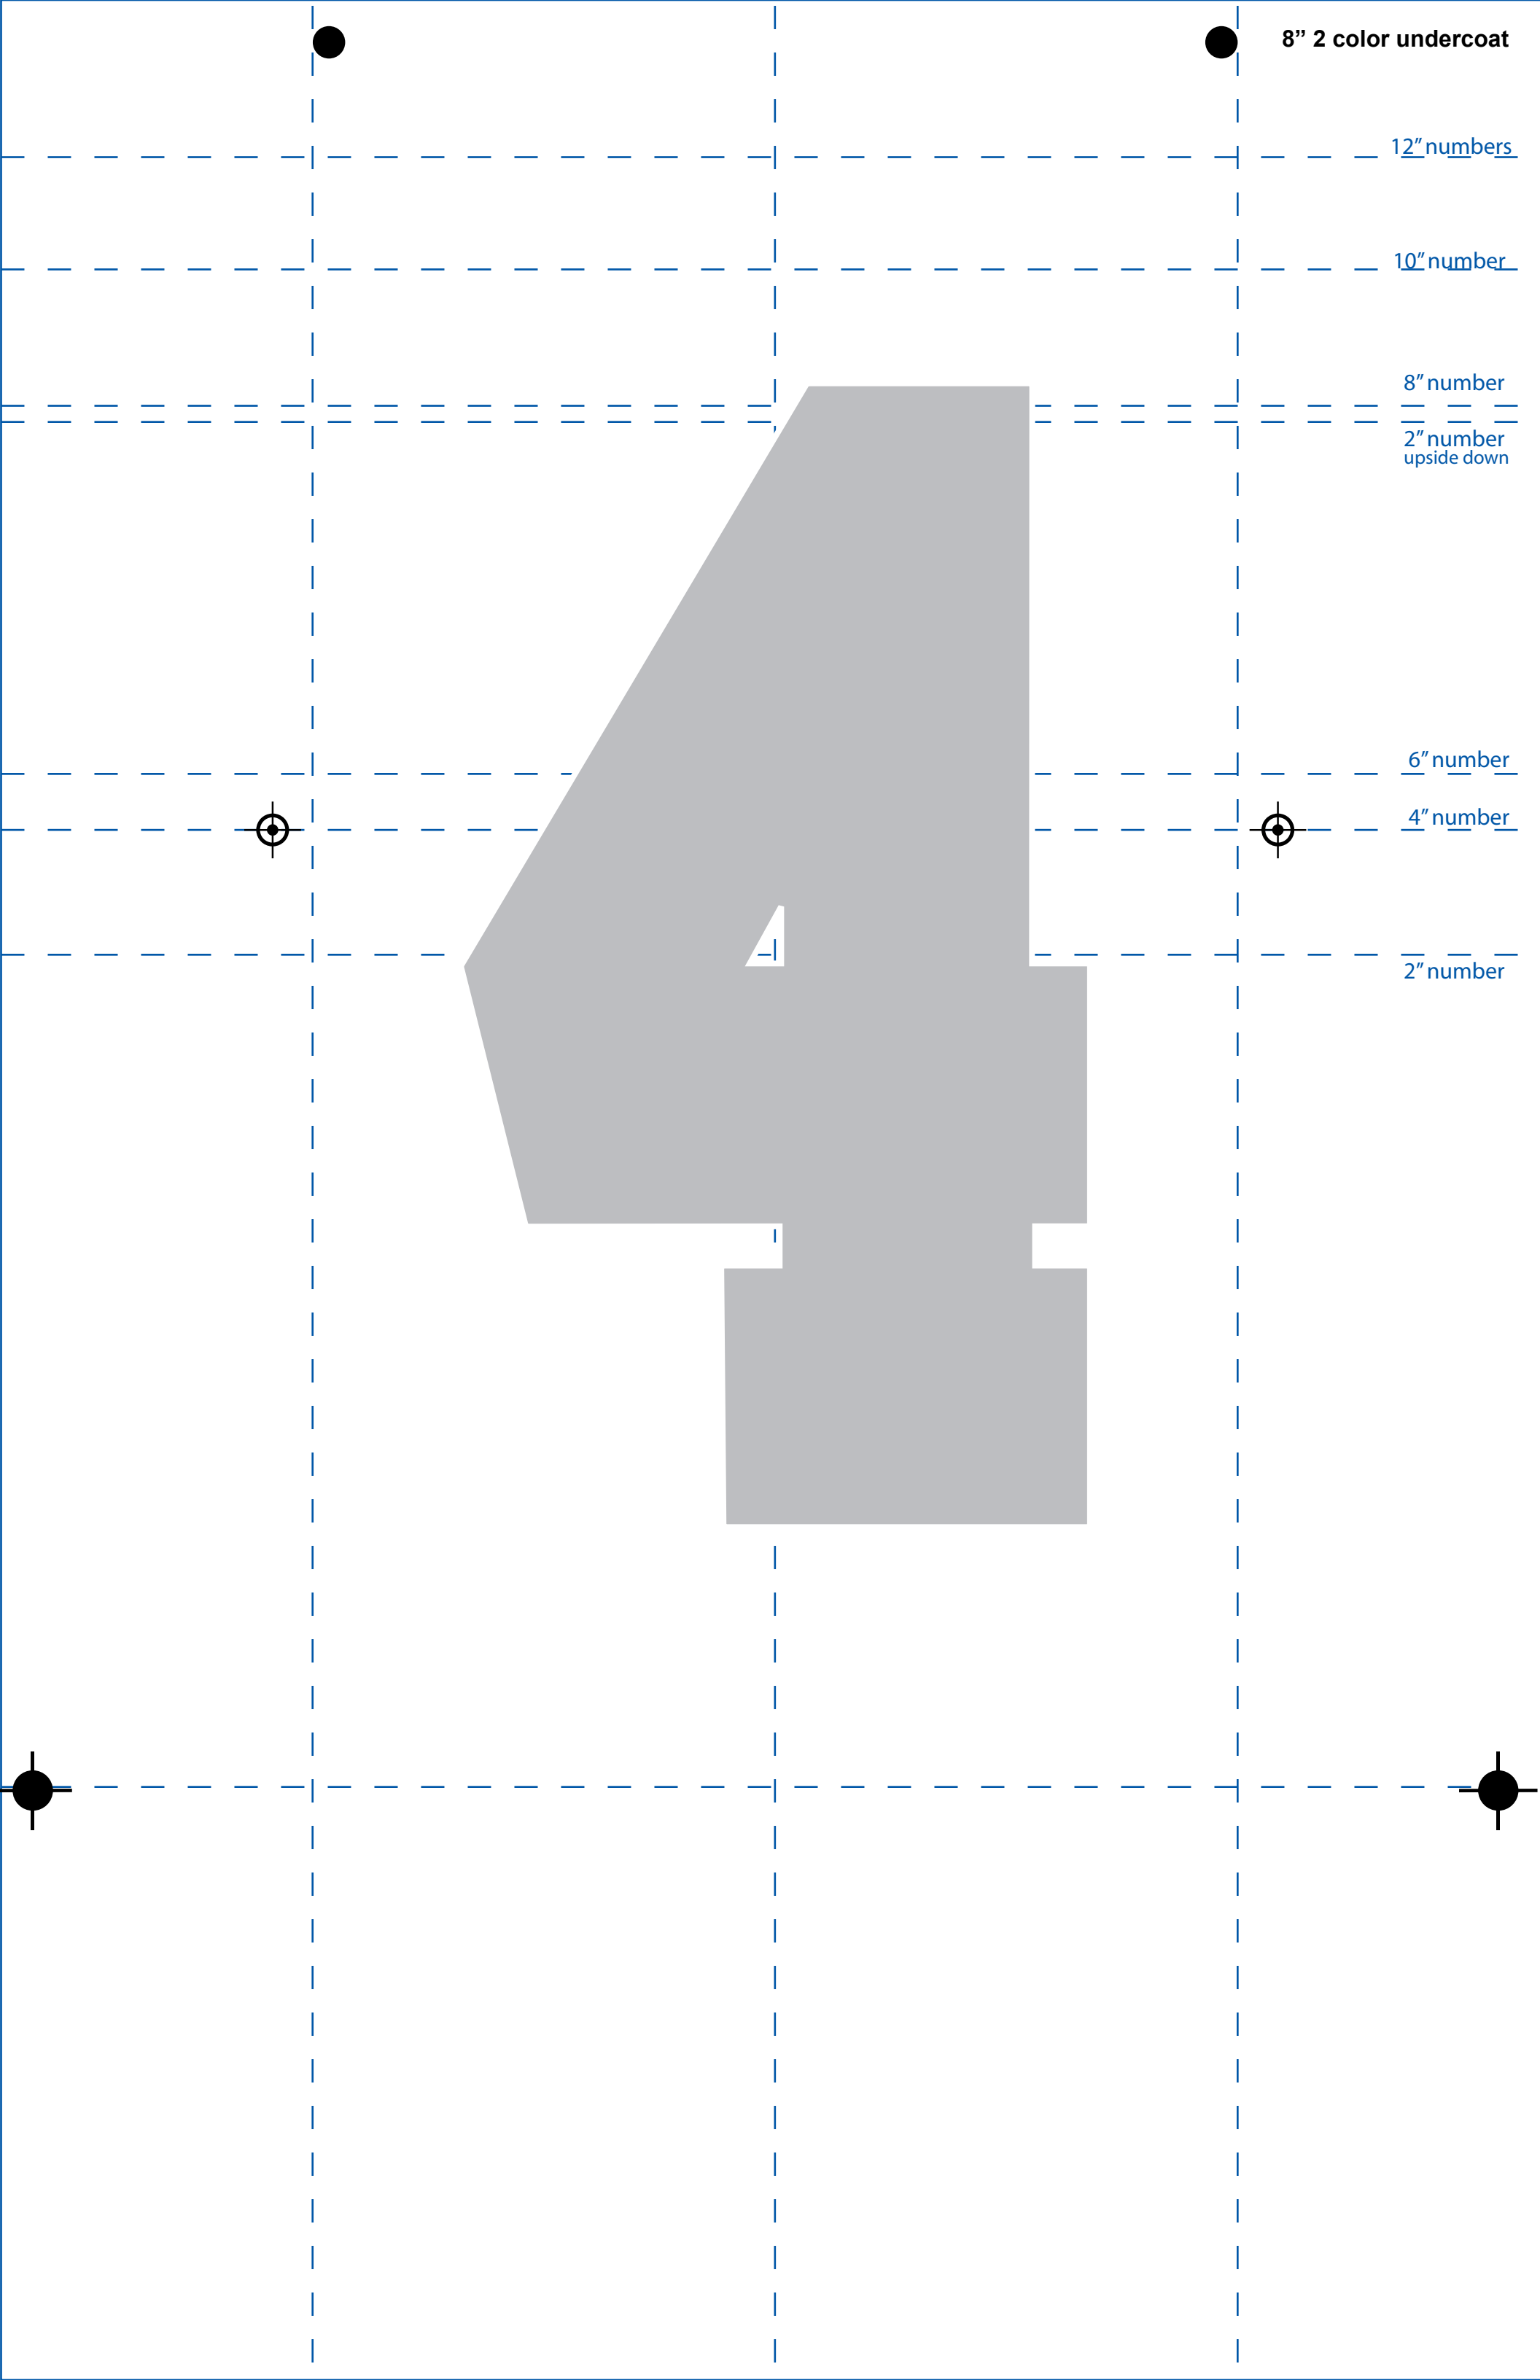 8” 2 color undercoat
12” numbers
10” number
8” number
2” number
upside down
6” number
4” number
2” number
4